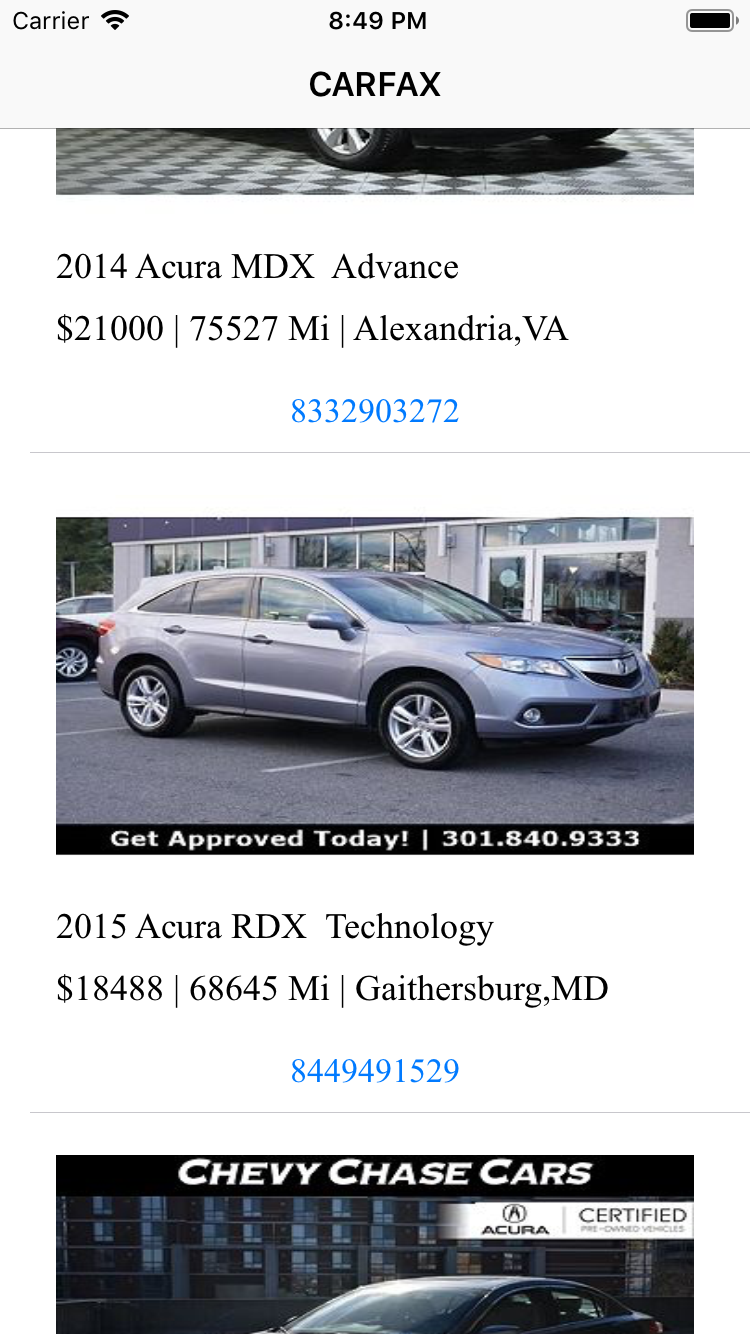 Carrier
8:49 PM
CARFAX
2014 Acura MDX  Advance
$21000 | 75527 Mi | Alexandria,VA
8332903272
Get Approved Today! | 301.840.9333
2015 Acura RDX  Technology
$18488 | 68645 Mi | Gaithersburg,MD
8449491529
CHEVY CHASE CARS
ACURA | CERTIFIED
PRE-OWNED VEHICLES